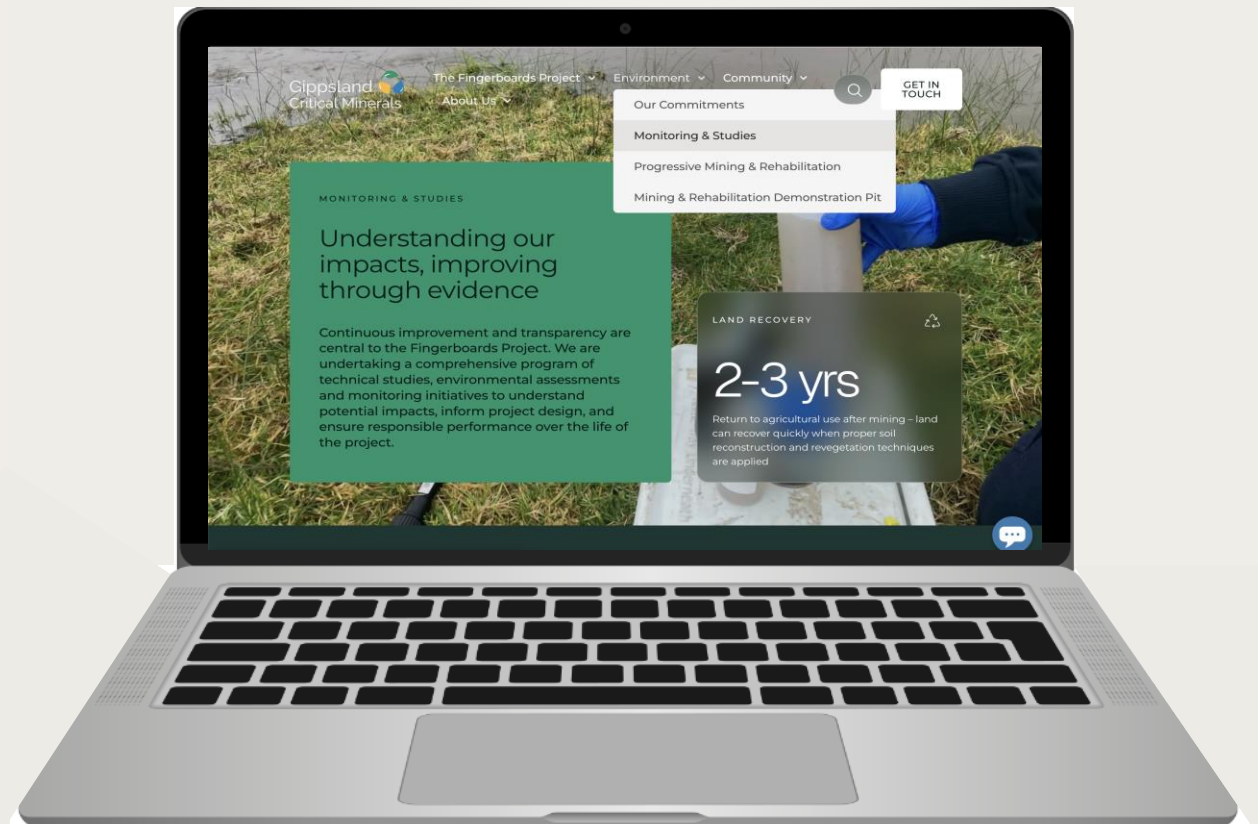 Gippsland
Critical Minerals
The Fingerboards Project
Environment
Community
About Us
GET IN
TOUCH
Our Commitments
Monitoring & Studies
Progressive Mining & Rehabilitation
Mining & Rehabilitation Demonstration Pit
MONITORING & STUDIES
Understanding our
impacts, improving
through evidence
Continuous improvement and transparency are
central to the Fingerboards Project. We are
undertaking a comprehensive program of
technical studies, environmental assessments
and monitoring initiatives to understand
potential impacts, inform project design, and
ensure responsible performance over the life of
the project.
LAND RECOVERY
2-3 yrs
Return to agricultural use after mining – land
can recover quickly when proper soil
reconstruction and revegetation techniques
are applied